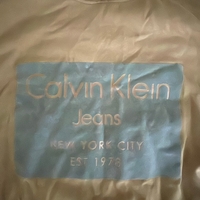 Calvin Klein
Jeans
NEW YORK CITY
EST 1978